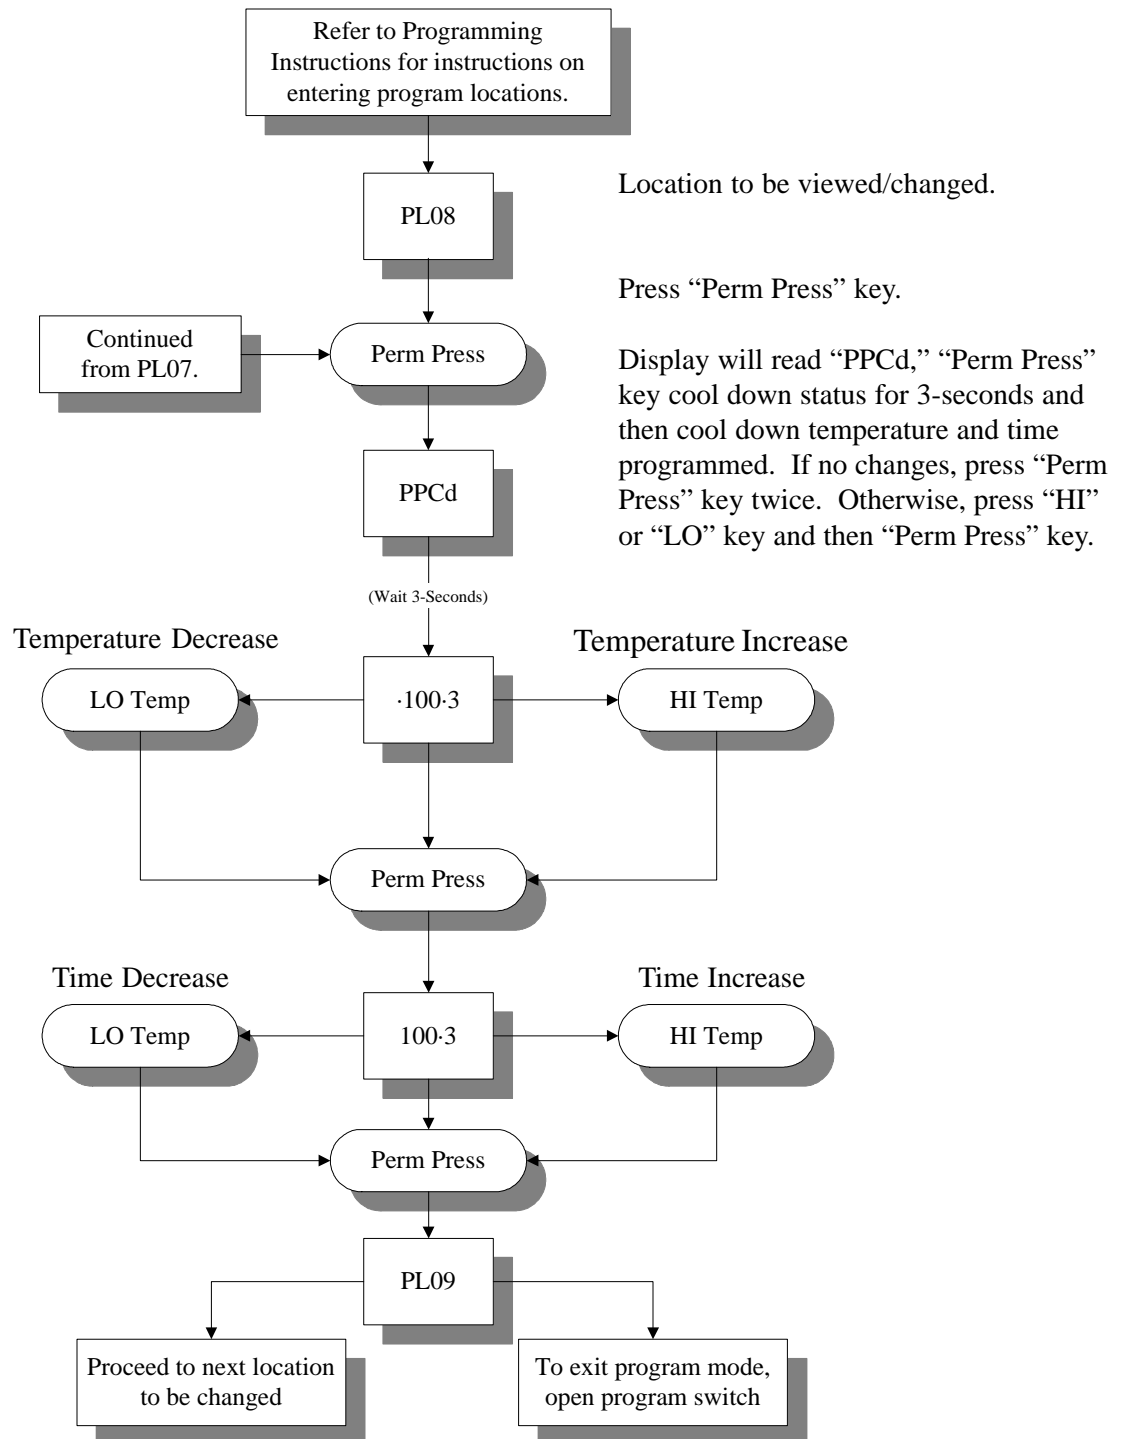 Refer to Programming
Instructions for instructions on
entering program locations.
PL08
Location to be viewed/changed.
Press “Perm Press” key.
Continued
from PL07.
Perm Press
Display will read “PPCd,” “Perm Press”
key cool down status for 3-seconds and
then cool down temperature and time
programmed. If no changes, press “Perm
Press” key twice. Otherwise, press “HI”
or “LO” key and then “Perm Press” key.
PPCd
(Wait 3-Seconds)
Temperature Decrease
Temperature Increase
LO Temp
·100·3
HI Temp
Perm Press
Time Decrease
Time Increase
LO Temp
100·3
HI Temp
Perm Press
PL09
Proceed to next location
to be changed
To exit program mode,
open program switch